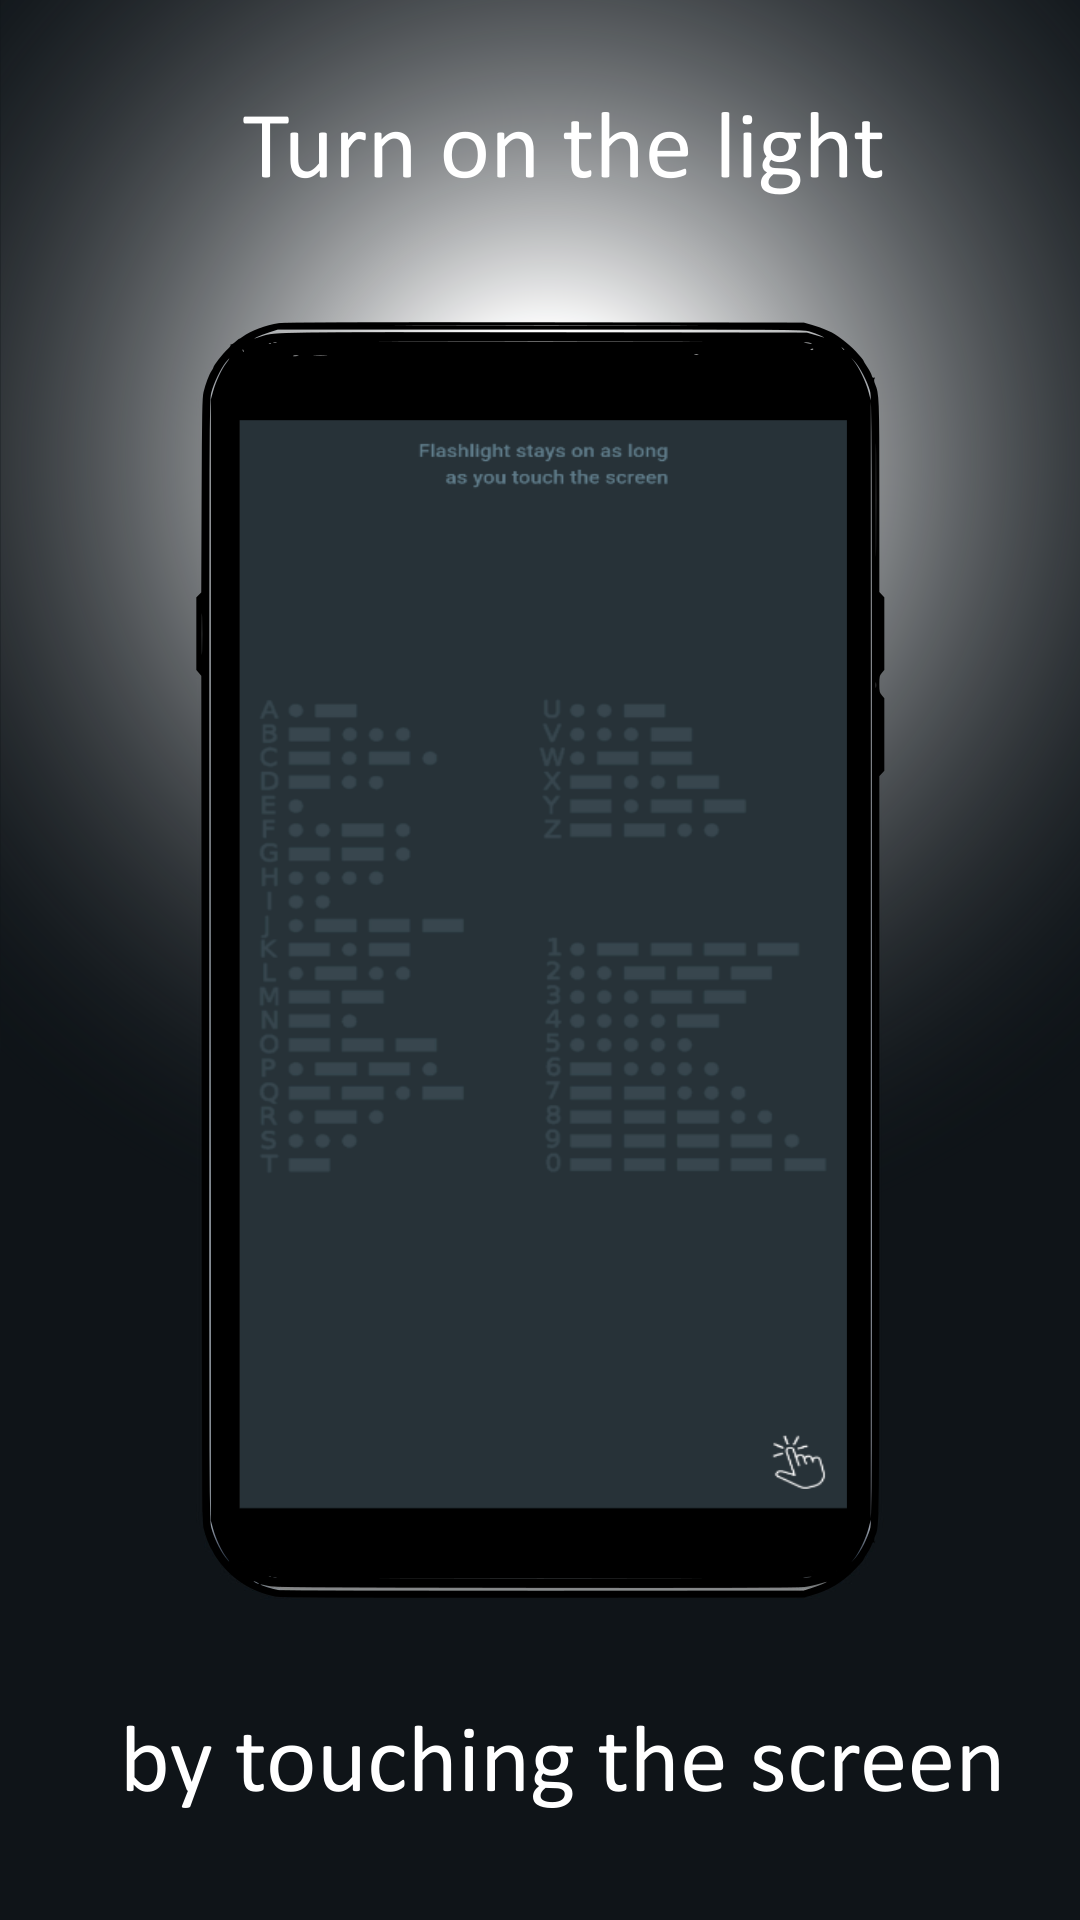 Turn on the light
Flashlight stays on as long
as you touch the screen
A ● ▬
B ▬ ● ● ●
C ▬ ● ▬ ●
D ▬ ● ●
E ●
F ● ● ▬ ●
G ▬ ▬ ●
H ● ● ● ●
I ● ●
J ● ▬ ▬ ▬
K ▬ ● ▬
L ● ▬ ● ●
M ▬ ▬
N ▬ ●
O ▬ ▬ ▬
P ● ▬ ▬ ●
Q ▬ ▬ ● ▬
R ● ▬ ●
S ● ● ●
T ▬
U ● ● ▬
V ● ● ● ▬
W ● ▬ ▬
X ▬ ● ● ▬
Y ▬ ● ▬ ▬
Z ▬ ▬ ● ●
1 ● ▬ ▬ ▬ ▬
2 ● ● ▬ ▬ ▬
3 ● ● ● ▬ ▬
4 ● ● ● ● ▬
5 ● ● ● ● ●
6 ▬ ● ● ● ●
7 ▬ ▬ ● ● ●
8 ▬ ▬ ▬ ● ●
9 ▬ ▬ ▬ ▬ ●
0 ▬ ▬ ▬ ▬ ▬
by touching the screen